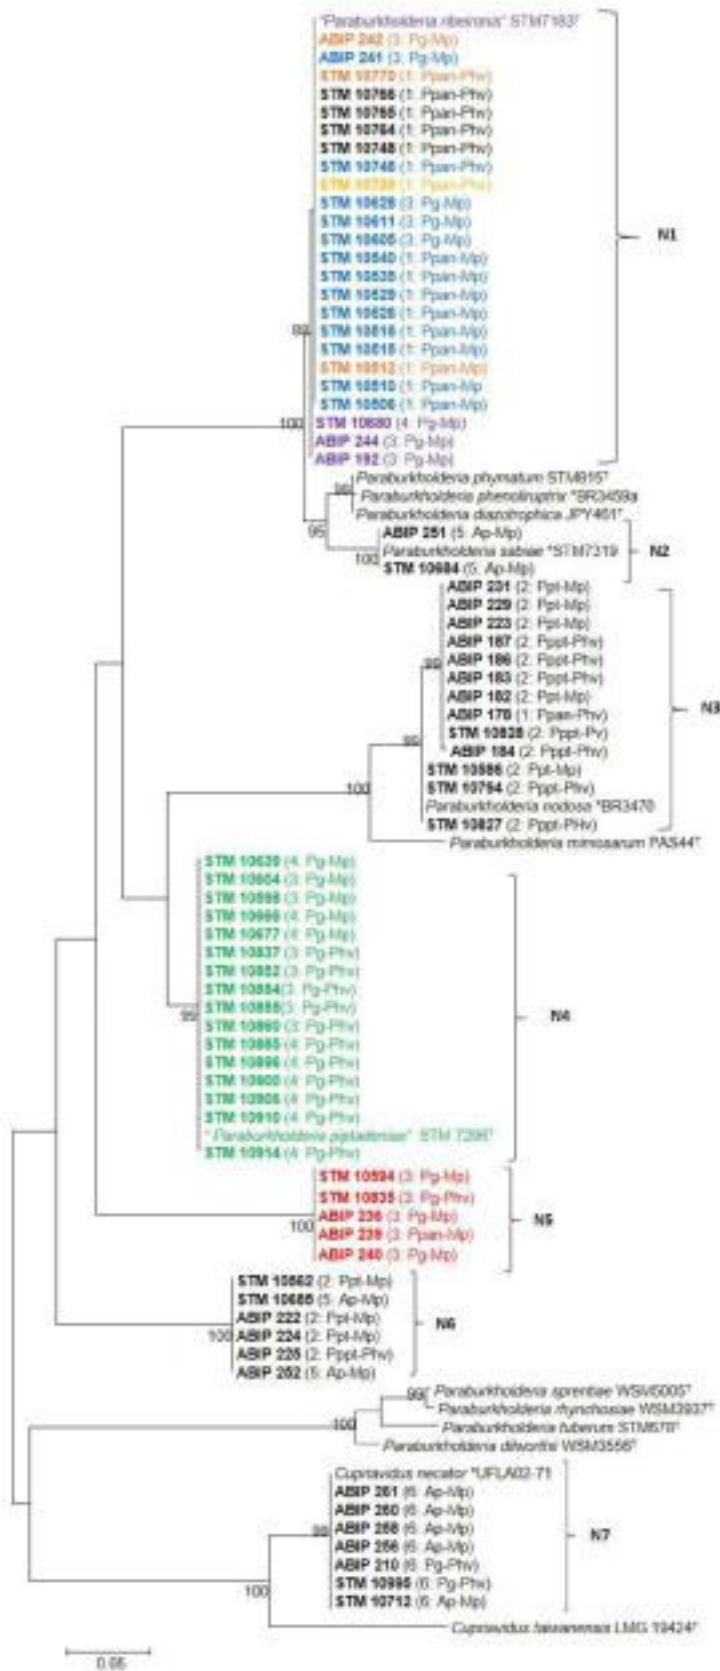 "Paraburkholderia ribeironis" STM7183T
ABIP 242 (3: Pg-Mp)
ABIP 241 (3: Pg-Mp)
STM 10770 (1: Ppan-Phv)
STM 10766 (1: Ppan-Phv)
STM 10765 (1: Ppan-Phv)
STM 10764 (1: Ppan-Phv)
STM 10748 (1: Ppan-Phv)
STM 10746 (1: Ppan-Phv)
(1: Ppan-Phv)
STM 10628 (3: Pg-Mp)
STM 10611 (3: Pg-Mp)
STM 10605 (3: Pg-Mp)
N1
STM 10540 (1: Ppan-Mp)
STM 10535 (1: Ppan-Mp)
STM 10529 (1: Ppan-Mp)
STM 10526 (1: Ppan-Mp)
STM 10516 (1: Ppan-Mp)
STM 10515 (1: Ppan-Mp)
STM 10512 (1: Ppan-Mp)
STM 10510 (1: Ppan-Mp
STM 10506 (1: Ppan-Mp)
100
STM 10680 (4: Pg-Mp)
ABIP 244 (3: Pg-Mp)
ABIP 192 (3: Pg-Mp)
Paraburkholderia phymatum STM815T
Paraburkholderia phenoliruptrix TBR3459a
Paraburkholderia diazotrophica JPY461T
95
ABIP 251 (5: Ap-Mp)
100
Paraburkholderia sabiae TSTM7319
N2
STM 10684 (5: Ap-Mp)
ABIP 231 (2: Ppt-Mp)
ABIP 229 (2: Ppt-Mp)
ABIP 223 (2: Ppt-Mp)
ABIP 187 (2: Pppt-Phv)
ABIP 186 (2: Pppt-Phv)
ABIP 183 (2: Pppt-Phv)
ABIP 182 (2: Ppt-Mp)
N3
ABIP 178 (1: Ppan-Phv)
STM 10828 (2: Pppt-Pv)
ABIP 184 (2: Pppt-Phv)
STM 10586 (2: Ppt-Mp)
100
STM 10754 (2: Pppt-Phv)
Paraburkholderia nodosa TBR3470
STM 10827 (2: Pppt-PHv)
Paraburkholderia mimosarum PAS44T
STM 10639 (4: Pg-Mp)
STM 10604 (3: Pg-Mp)
STM 10598 (3: Pg-Mp)
(4: Pg-Mp)
STM 10677 (4: Pg-Mp)
STM 10837 (3: Pg-Phv)
STM 10852 (3: Pg-Phv)
STM 10854(3: Pg-Phv)
(3: Pg-Phv)
99
N4
STM 10860 (3: Pg-Phv)
STM 10885 (4: Pg-Phv)
STM 10896 (4: Pg-Phv)
STM 10900 (4: Pg-Phv)
STM 10906 (4: Pg-Phv)
STM 10910 (4: Pg-Phv)
"Paraburkholderia piptadeniae" STM 7296T
STM 10914 (4: Pg-Phv)
STM 10594 (3: Pg-Mp)
STM 10835 (3: Pg-Phv)
100
ABIP 236 (3: Pg-Mp)
N5
ABIP 239 (3: Ppan-Mp)
ABIP 240 (3: Pg-Mp)
STM 10562 (2: Ppt-Mp)
STM 10688 (5: Ap-Mp)
ABIP 222 (2: Ppt-Mp)
N6
100
ABIP 224 (2: Ppt-Mp)
ABIP 225 (2: Pppt-Phv)
ABIP 252 (5: Ap-Mp)
99
Paraburkholderia sprentiae WSM5005T
Paraburkholderia rhynchosiae WSM3937T
100
Paraburkholderia tuberum STM678T
Paraburkholderia dilworthii WSM3556T
Cupriavidus necator TUFLA02-71
ABIP 261 (6: Ap-Mp)
ABIP 260 (6: Ap-Mp)
ABIP 258 (6: Ap-Mp)
N7
ABIP 256 (6: Ap-Mp)
ABIP 210 (6: Pg-Phv)
100
STM 10995 (6: Pg-Phv)
STM 10712 (6: Ap-Mp)
Cupriavidus taiwanensis LMG 19424T
0.05